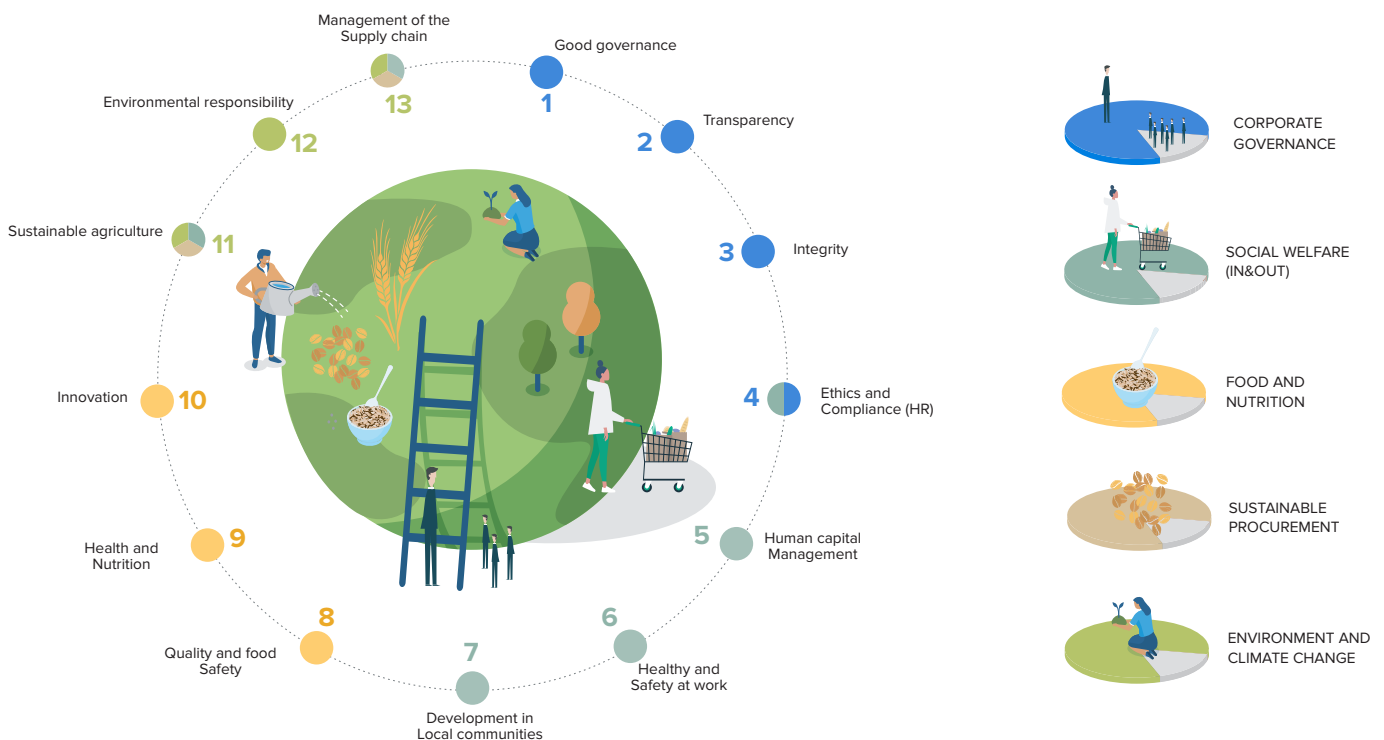 Management of the
Supply chain
13
Good governance
1
Transparency
2
Integrity
3
Ethics and
Compliance (HR)
4
Human capital
Management
5
Healthy and
Safety at work
6
Development in
Local communities
7
Quality and food
Safety
8
Health and
Nutrition
9
Innovation
10
Sustainable agriculture
11
Environmental responsibility
12
CORPORATE
GOVERNANCE
SOCIAL WELFARE
(IN&OUT)
FOOD AND
NUTRITION
SUSTAINABLE
PROCUREMENT
ENVIRONMENT AND
CLIMATE CHANGE